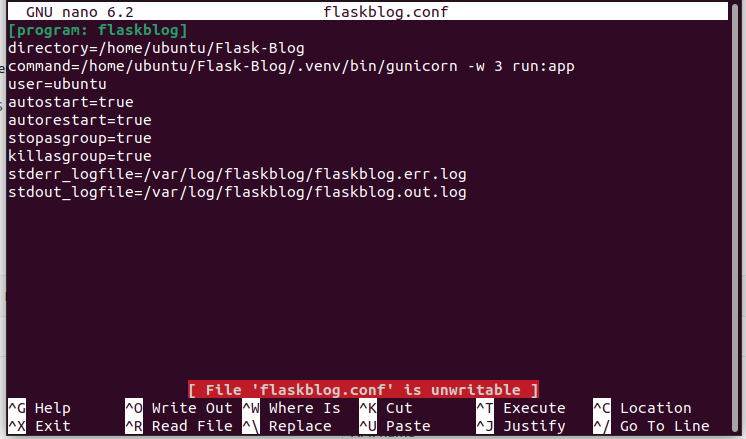 GNU nano 6.2 flaskblog.conf
[program: flaskblog]
directory=/home/ubuntu/Flask-Blog
command=/home/ubuntu/Flask-Blog/.venv/bin/gunicorn -w 3 run:app
user=ubuntu
autostart=true
autorestart=true
stopasgroup=true
killasgroup=true
stderr_logfile=/var/log/flaskblog/flaskblog.err.log
stdout_logfile=/var/log/flaskblog/flaskblog.out.log
[ File 'flaskblog.conf' is unwritable ]
^G Help ^O Write Out ^W Where Is ^K Cut ^T Execute ^C Location
^X Exit ^R Read File ^\ Replace ^U Paste ^J Justify ^/ Go To Line